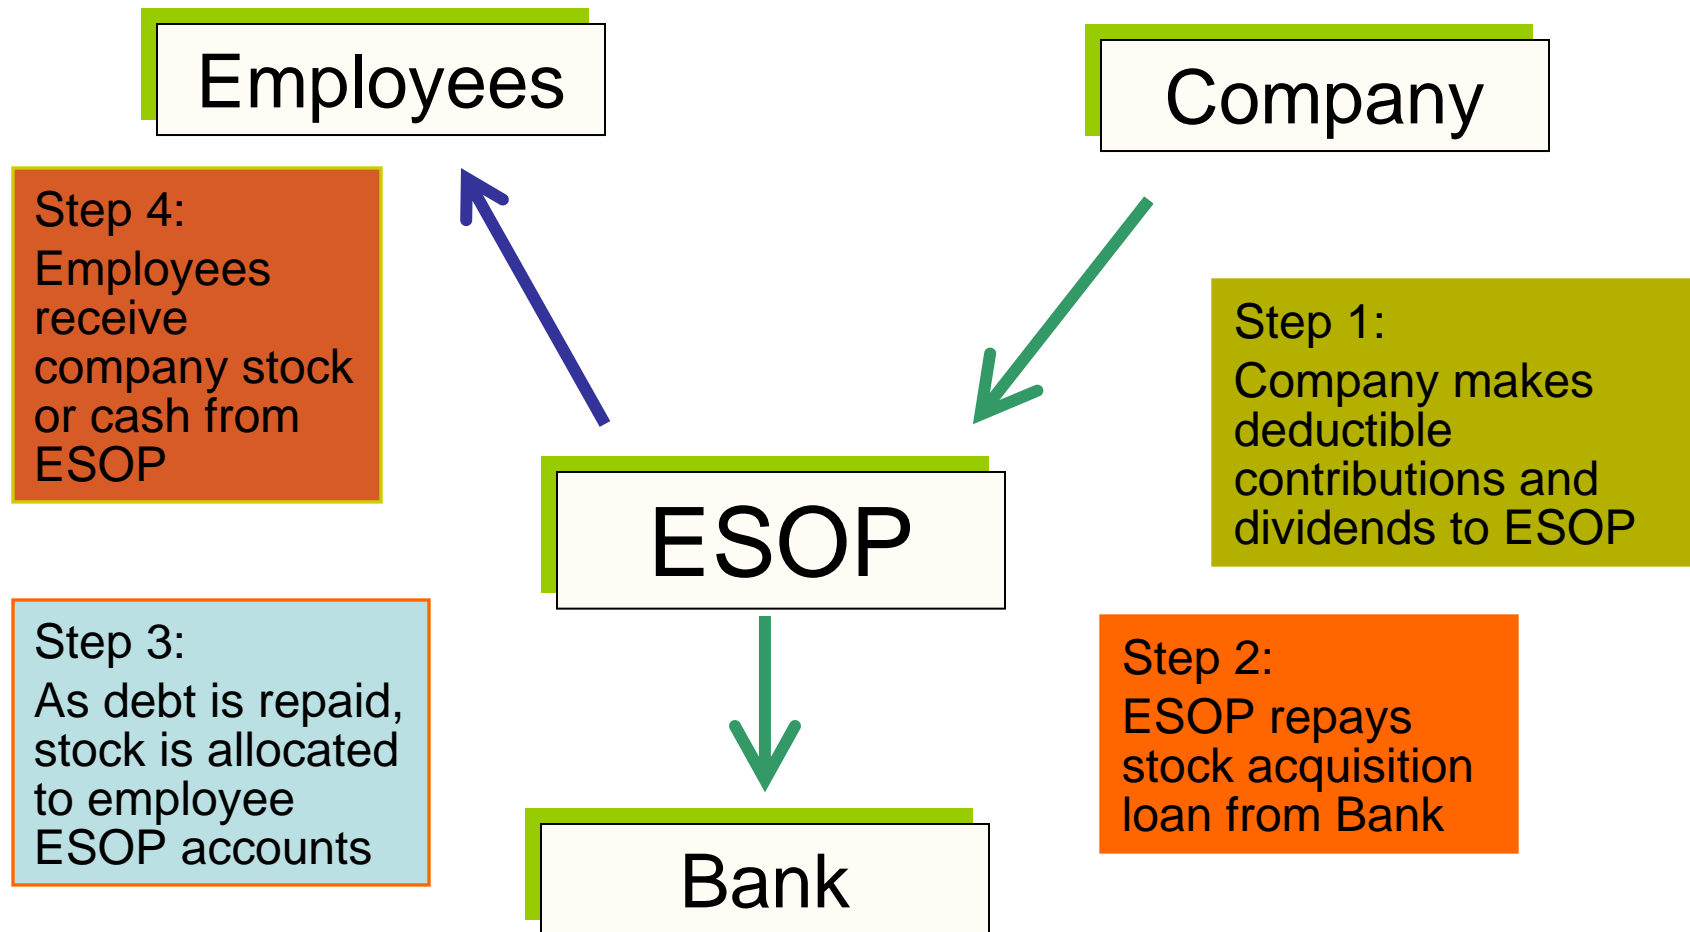 Employees
Company
Step 4:
Employees
receive
company stock
or cash from
ESOP
Step 1:
Company makes
deductible
contributions and
dividends to ESOP
ESOP
Step 3:
As debt is repaid,
stock is allocated
to employee
ESOP accounts
Step 2:
ESOP repays
stock acquisition
loan from Bank
Bank